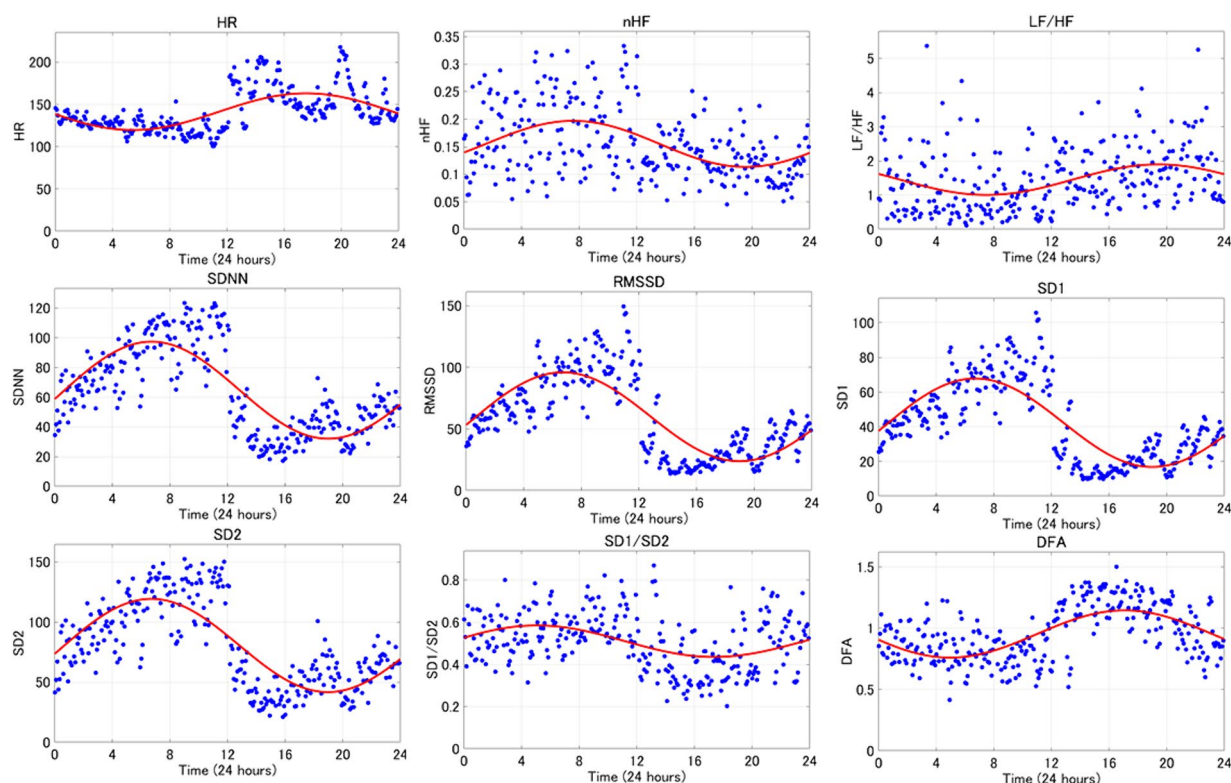 HR
HR
200
150
100
50
0
0 4 8 12 16 20 24
Time (24 hours)
nHF
nHF
0.35
0.3
0.25
0.2
0.15
0.1
0.05
0
0 4 8 12 16 20 24
Time (24 hours)
LF/HF
LF/HF
5
4
3
2
1
0
0 4 8 12 16 20 24
Time (24 hours)
SDNN
SDNN
120
100
80
60
40
20
0
0 4 8 12 16 20 24
Time (24 hours)
RMSSD
RMSSD
150
100
50
0
0 4 8 12 16 20 24
Time (24 hours)
SD1
SD1
100
80
60
40
20
0
0 4 8 12 16 20 24
Time (24 hours)
SD2
SD2
150
100
50
0
0 4 8 12 16 20 24
Time (24 hours)
SD1/SD2
SD1/SD2
0.8
0.6
0.4
0.2
0
0 4 8 12 16 20 24
Time (24 hours)
DFA
DFA
1.5
1
0.5
0
0 4 8 12 16 20 24
Time (24 hours)